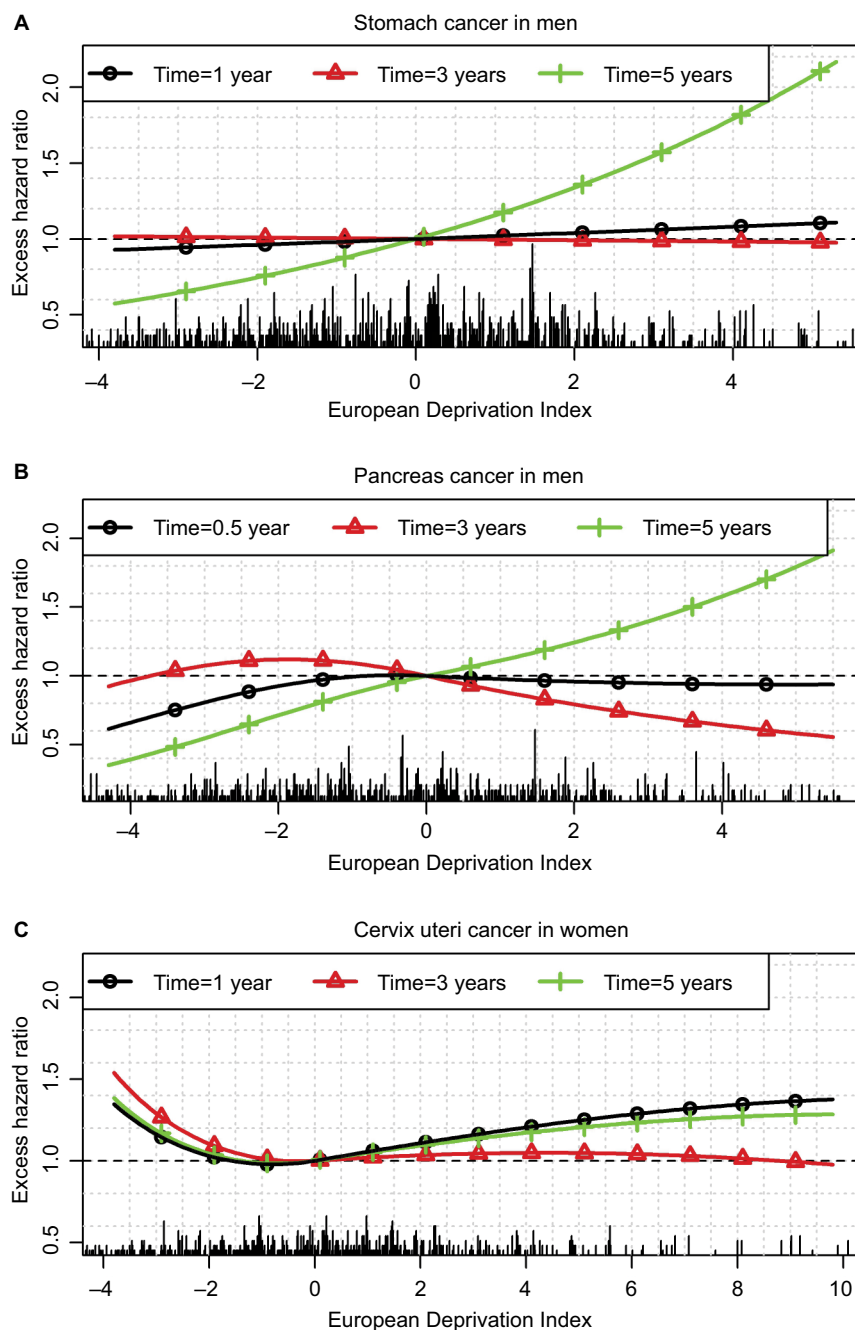 A
Stomach cancer in men
Time=1 year Time=3 years Time=5 years
Excess hazard ratio
2.0
1.5
1.0
0.5
–4 –2 0 2 4
European Deprivation Index
B
Pancreas cancer in men
Time=0.5 year Time=3 years Time=5 years
Excess hazard ratio
2.0
1.5
1.0
0.5
–4 –2 0 2 4
European Deprivation Index
C
Cervix uteri cancer in women
Time=1 year Time=3 years Time=5 years
Excess hazard ratio
2.0
1.5
1.0
0.5
–4 –2 0 2 4 6 8 10
European Deprivation Index